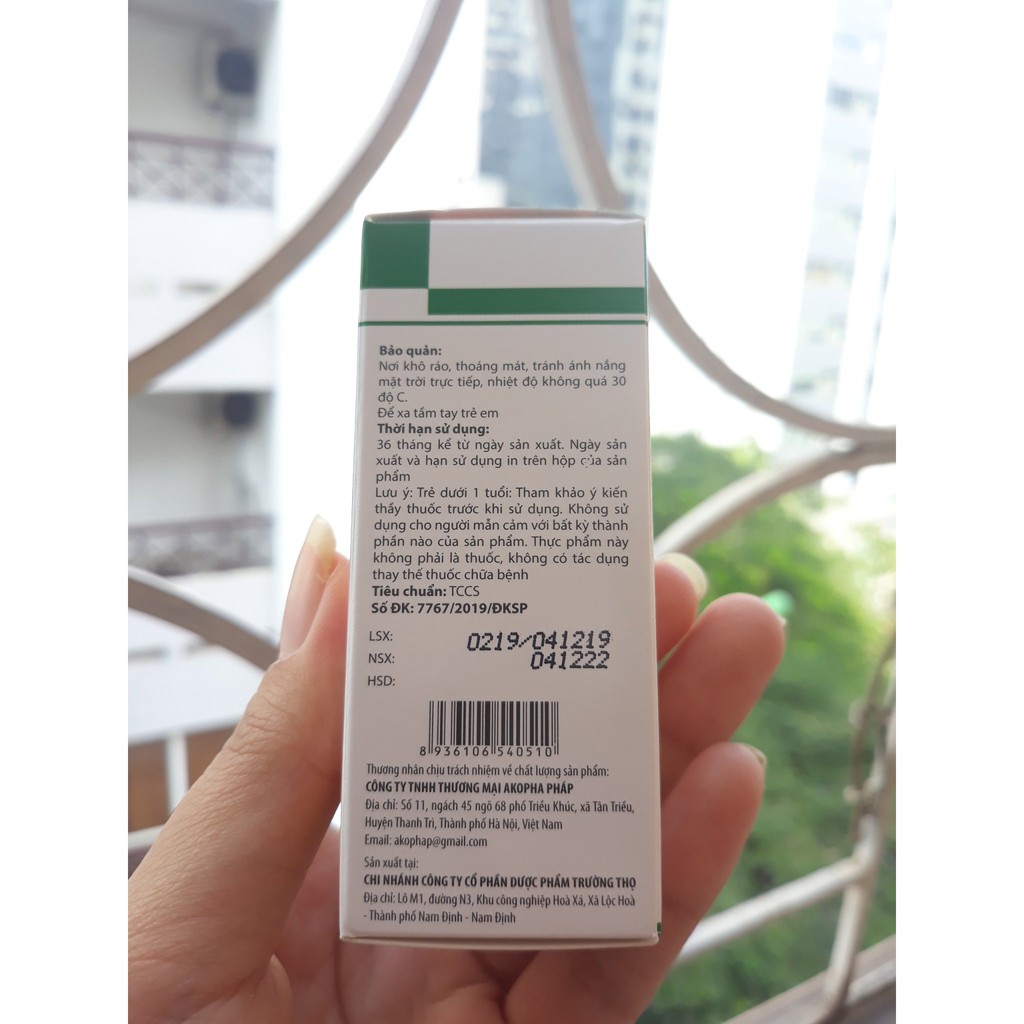 Bảo quản:
Nơi khô ráo, thoáng mát, tránh ánh nắng
mặt trời trực tiếp, nhiệt độ không quá 30
độ C.
Để xa tầm tay trẻ em
Thời hạn sử dụng:
36 tháng kể từ ngày sản xuất. Ngày sản
xuất và hạn sử dụng in trên hộp của sản
phẩm
Lưu ý: Trẻ dưới 1 tuổi: Tham khảo ý kiến
thầy thuốc trước khi sử dụng. Không sử
dụng cho người mẫn cảm với bất kỳ thành
phần nào của sản phẩm. Thực phẩm này
không phải là thuốc, không có tác dụng
thay thế thuốc chữa bệnh
Tiêu chuẩn: TCCS
Số ĐK: 7767/2019/ĐKSP
LSX: 0219/041219
NSX: 041222
HSD:
8 936106 540510
Thương nhân chịu trách nhiệm về chất lượng sản phẩm:
CÔNG TY TNHH THƯƠNG MẠI AKOPHA PHÁP
Địa chỉ: Số 11, ngách 45 ngõ 68 phố Triều Khúc, xã Tân Triều,
Huyện Thanh Trì, Thành phố Hà Nội, Việt Nam
Email: akophap@gmail.com
Sản xuất tại:
CHI NHÁNH CÔNG TY CỔ PHẦN DƯỢC PHẨM TRƯỜNG THỌ
Địa chỉ: Lô M1, đường N3, Khu công nghiệp Hoà Xá, Xã Lộc Hoà
- Thành phố Nam Định - Nam Định